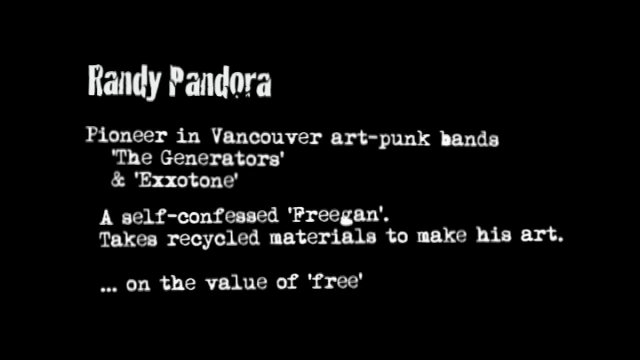 Randy Pandora
Pioneer in Vancouver art-punk bands
'The Generators'
& 'Exxotone'
A self-confessed 'Freegan'.
Takes recycled materials to make his art.
... on the value of 'free'